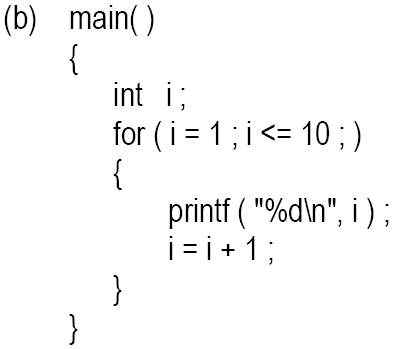 (b) main( )
{
int i ;
for ( i = 1 ; i <= 10 ; )
{
printf ( "%d\n", i ) ;
i = i + 1 ;
}
}